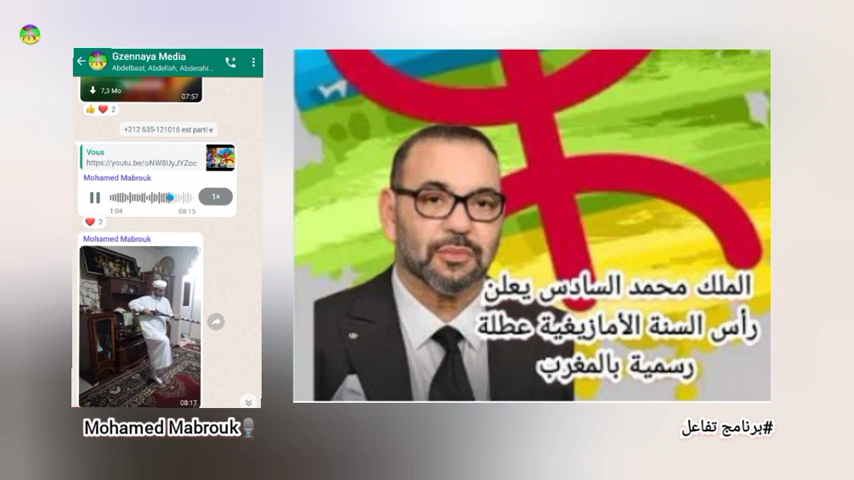 Gzennaya Media
Abdelbast, Abdellah, Abderahi...
7,3 Mo
07:57
2
+212 635-121016 est parti·e
Vous
https://youtu.be/oNW8UyJYZoc
Mohamed Mabrouk
1×
1:04
08:15
2
Mohamed Mabrouk
08:17
الملك محمد السادس يعلن
رأس السنة الأمازيغية عطلة
رسمية بالمغرب
Mohamed Mabrouk🎙️
#برنامج تفاعل